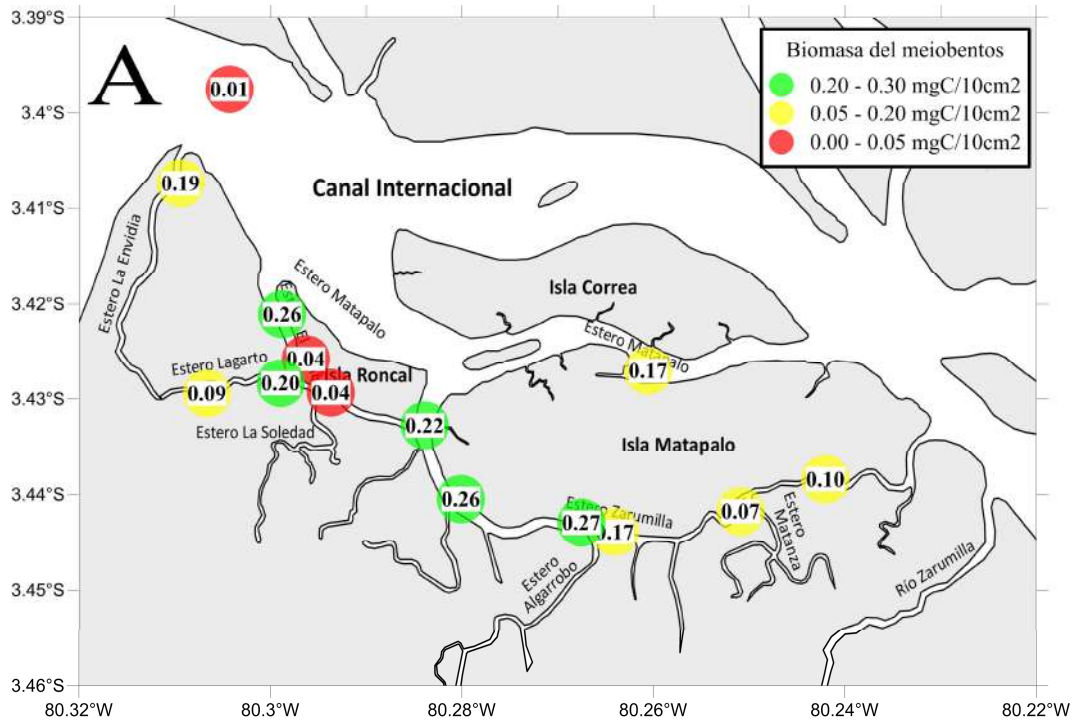 A
Biomasa del meiobentos
0.20 - 0.30 mgC/10cm2
0.05 - 0.20 mgC/10cm2
0.00 - 0.05 mgC/10cm2
3.39°S
3.4°S
3.41°S
3.42°S
3.43°S
3.44°S
3.45°S
3.46°S
80.32°W
80.3°W
80.28°W
80.26°W
80.24°W
80.22°W
0.01
0.19
Canal Internacional
Estero La Envidia
Estero Matapalo
Isla Correa
0.26
Estero Matapalo
0.04
Estero Lagarto
Isla Roncal
0.17
0.20
0.09
0.04
Estero La Soledad
0.22
Isla Matapalo
0.10
0.26
Estero Zarumilla
0.27
0.17
0.07
Estero
Matanza
Estero
Algarrobo
Río Zarumilla